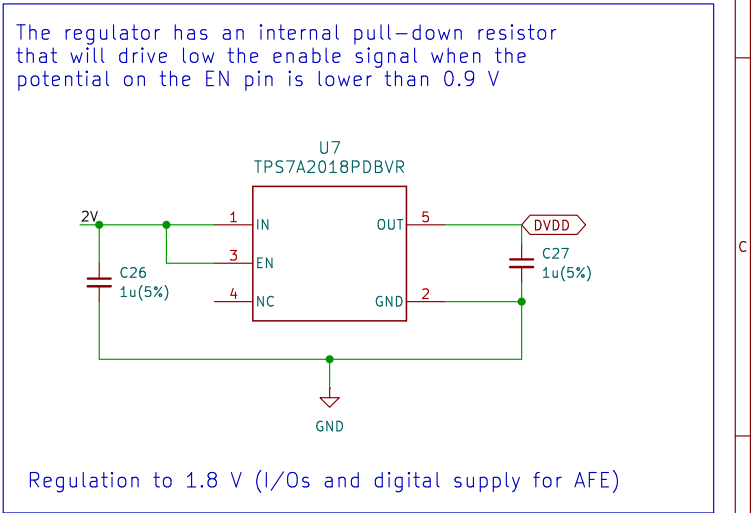 The regulator has an internal pull-down resistor
that will drive low the enable signal when the
potential on the EN pin is lower than 0.9 V
U7
TPS7A2018PDBVR
2V
1 IN
OUT 5
DVDD
C
3 EN
C26
1u(5%)
C27
1u(5%)
4 NC
GND 2
GND
Regulation to 1.8 V (I/Os and digital supply for AFE)